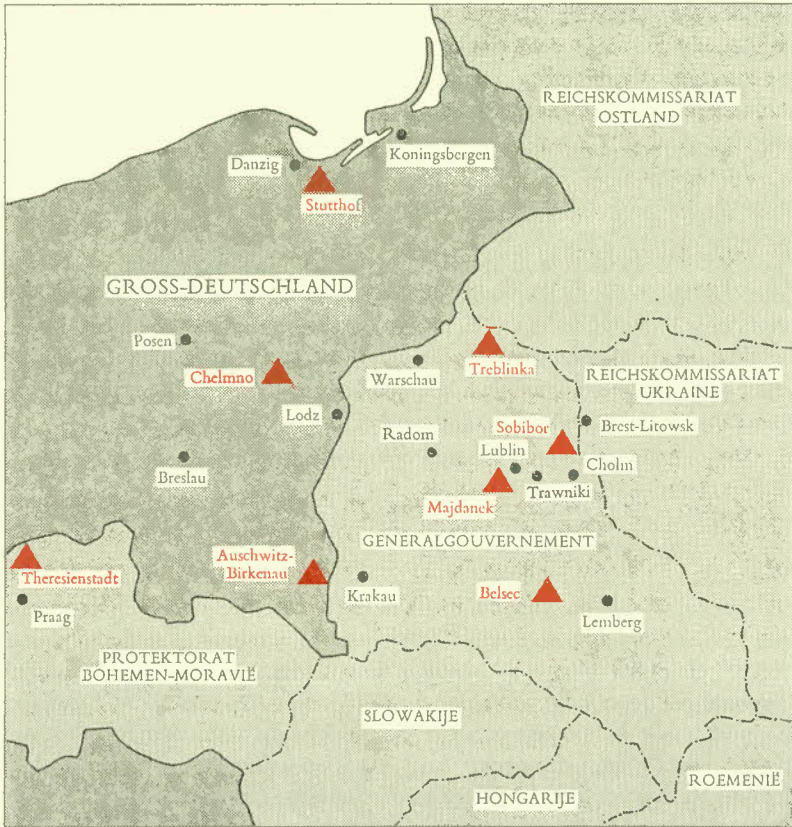 REICHSKOMMISSARIAT
OSTLAND
Koningsbergen
Danzig
Stutthof
GROSS-DEUTSCHLAND
Posen
Chelmno
Warschau
Treblinka
REICHSKOMMISSARIAT
UKRAINE
Lodz
Sobibor
Brest-Litowsk
Radom
Lublin
Cholm
Breslau
Trawniki
Majdanek
GENERALGOUVERNEMENT
Auschwitz-
Birkenau
Theresienstadt
Krakau
Belsec
Praag
Lemberg
PROTEKTORAT
BOHEMEN-MORAVIË
SLOWAKIJE
ROEMENIË
HONGARIJE